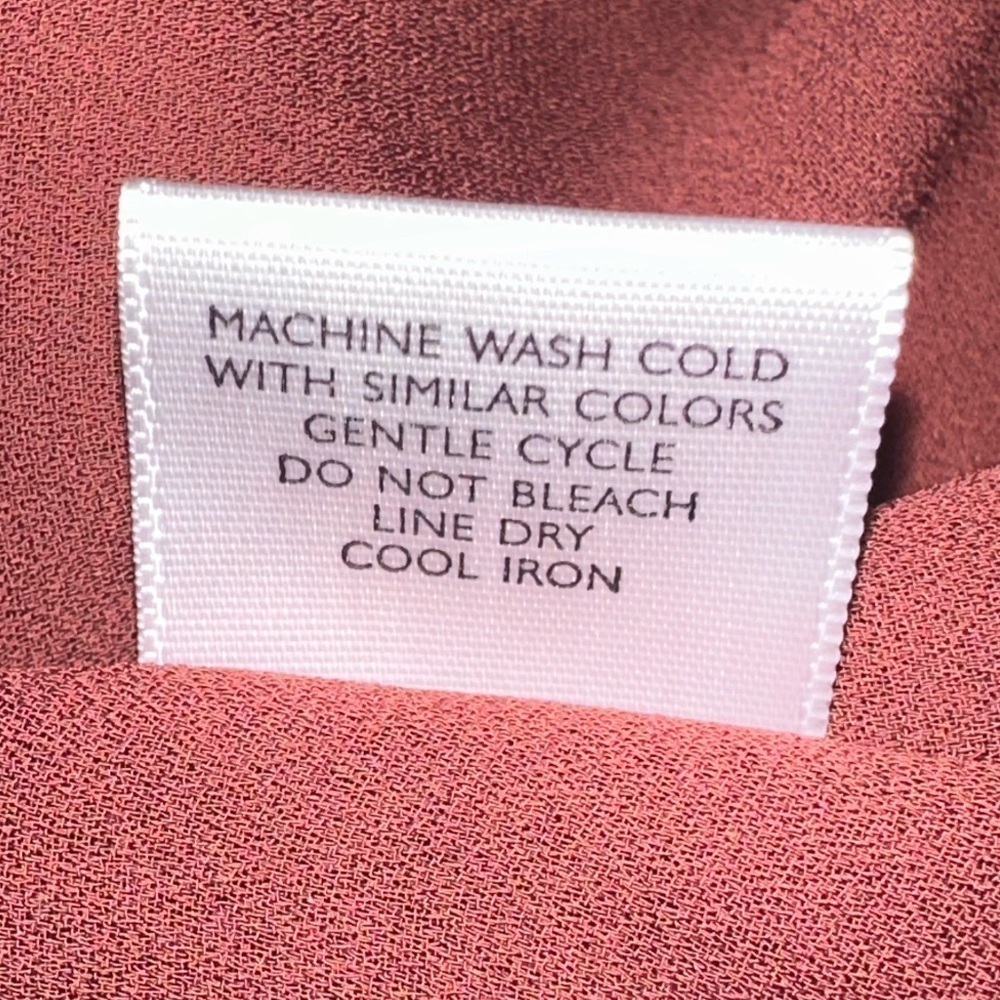 MACHINE WASH COLD
WITH SIMILAR COLORS
GENTLE CYCLE
DO NOT BLEACH
LINE DRY
COOL IRON